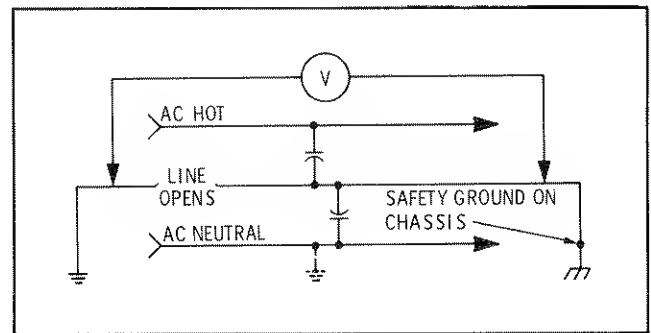 V
AC HOT
LINE
OPENS
SAFETY GROUND ON
CHASSIS
AC NEUTRAL